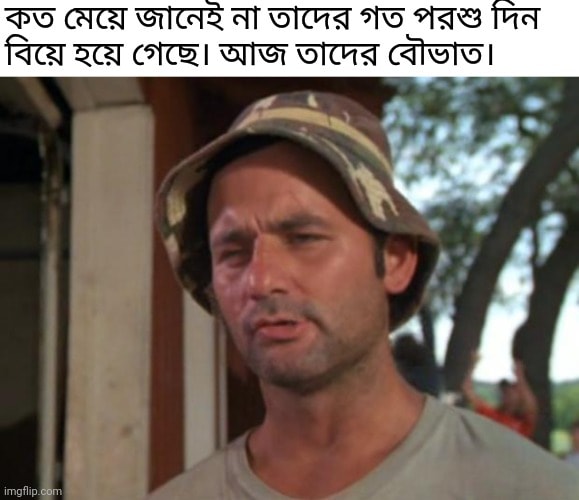 কত মেয়ে জানেই না তাদের গত পরশু দিন
বিয়ে হয়ে গেছে। আজ তাদের বৌভাত।
imgflip.com